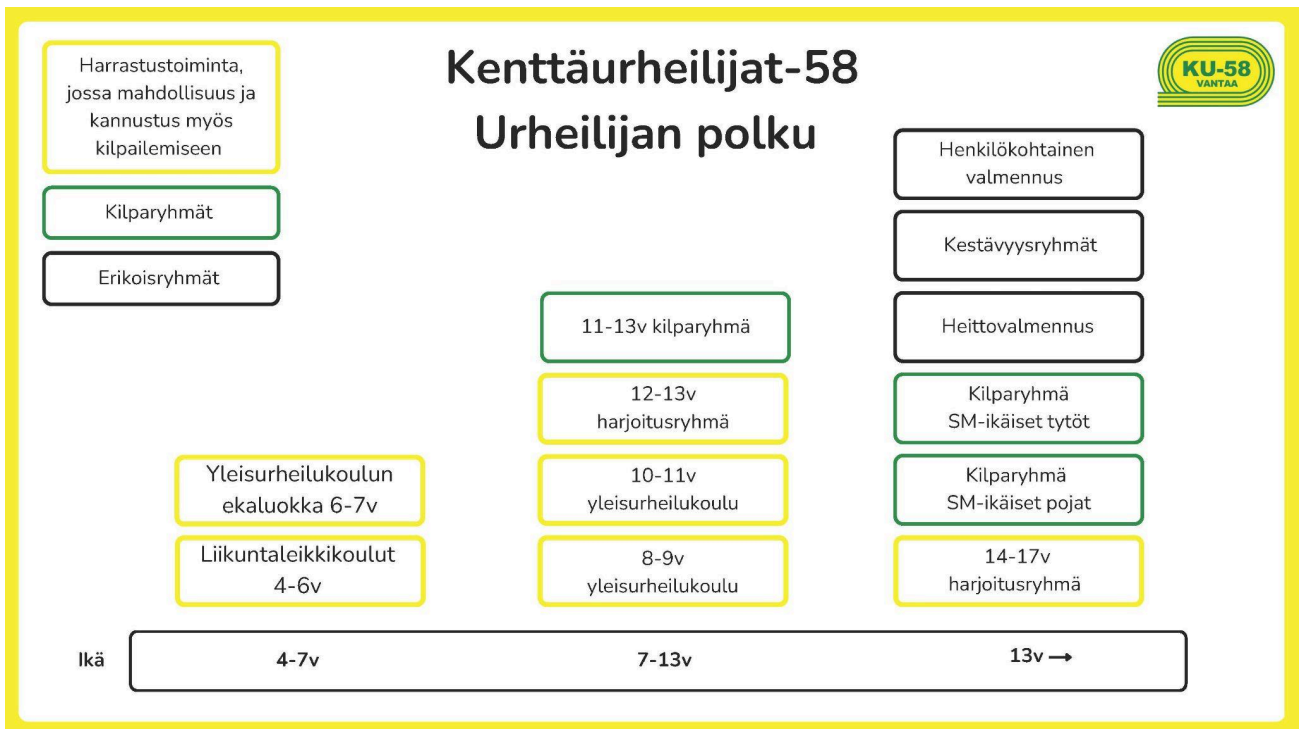 Harrastustoiminta,
jossa mahdollisuus ja
kannustus myös
kilpailemiseen
Kilparyhmät
Erikoisryhmät
Kenttäurheilijat-58
Urheilijan polku
KU-58
VANTAA
Yleisurheilukoulun
ekaluokka 6-7v
Liikuntaleikkikoulut
4-6v
11-13v kilparyhmä
12-13v
harjoitusryhmä
10-11v
yleisurheilukoulu
8-9v
yleisurheilukoulu
Henkilökohtainen
valmennus
Kestävyysryhmät
Heittovalmennus
Kilparyhmä
SM-ikäiset tytöt
Kilparyhmä
SM-ikäiset pojat
14-17v
harjoitusryhmä
Ikä
4-7v
7-13v
13v →